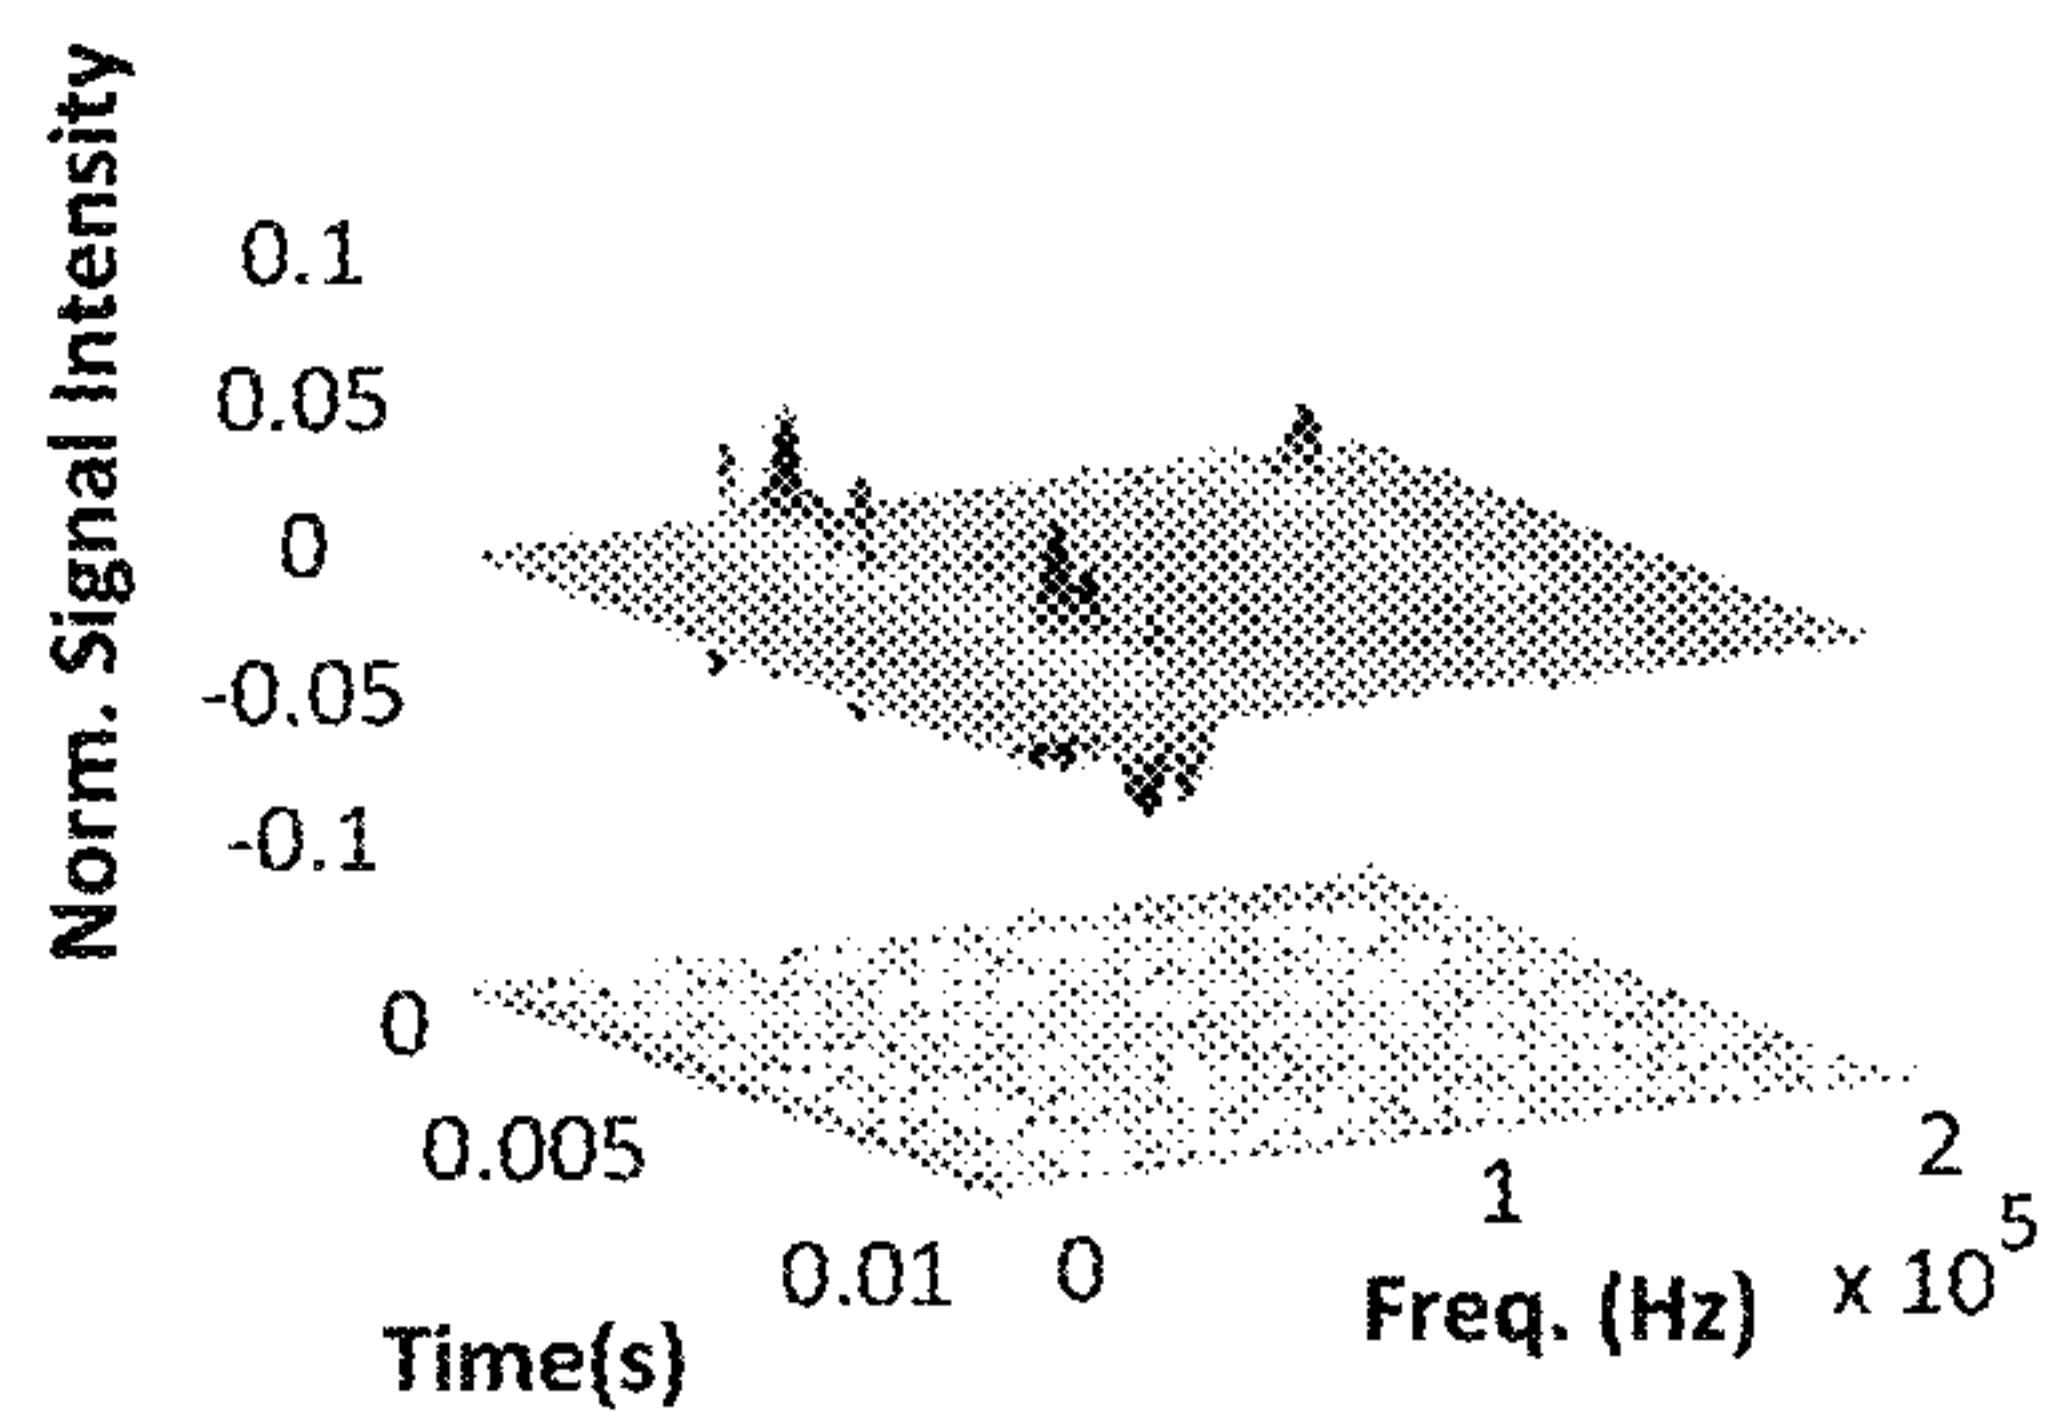 Norm. Signal Intensity
0.1
0.05
0
-0.05
-0.1
0
0.005
0.01
Time(s)
0
1
2
Freq. (Hz)
x 10^5